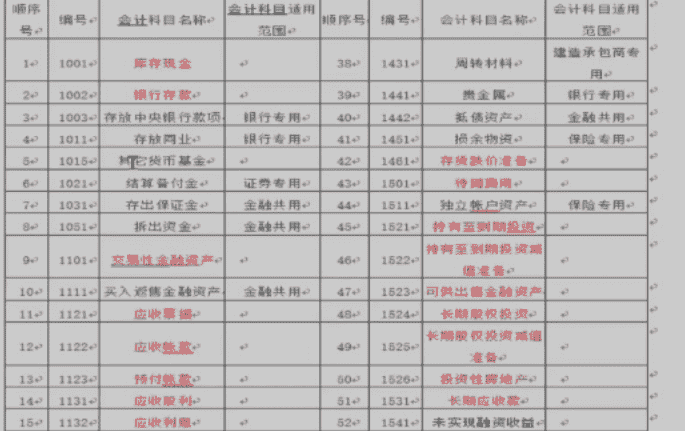 顺序号 编号 会计科目名称 会计科目适用范围 顺序号 编号 会计科目名称 会计科目适用范围
1 1001 库存现金 38 1431 周转材料 建造承包商专用
2 1002 银行存款 39 1441 贵金属 银行专用
3 1003 存放中央银行款项 银行专用 40 1442 抵债资产 金融共用
4 1011 存放同业 银行专用 41 1451 损余物资 保险专用
5 1015 其它货币基金 42 1461 存货跌价准备
6 1021 结算备付金 证券专用 43 1501 待
7 1031 存出保证金 金融共用 44 1511 独立帐户资产 保险专用
8 1051 拆出资金 金融共用 45 1521 持有至到期投资
9 1101 交易性金融资产 46 1522 持有至到期投资减值准备
10 1111 买入返售金融资产 金融共用 47 1523 可供出售金融资产
11 1121 应收票据 48 1524 长期股权投资
12 1122 应收帐款 49 1525 长期股权投资减值准备
13 1123 预付帐款 50 1526 投资性房地产
14 1131 应收股利 51 1531 长期应收款
15 1132 应收利息 52 1541 未实现融资收益